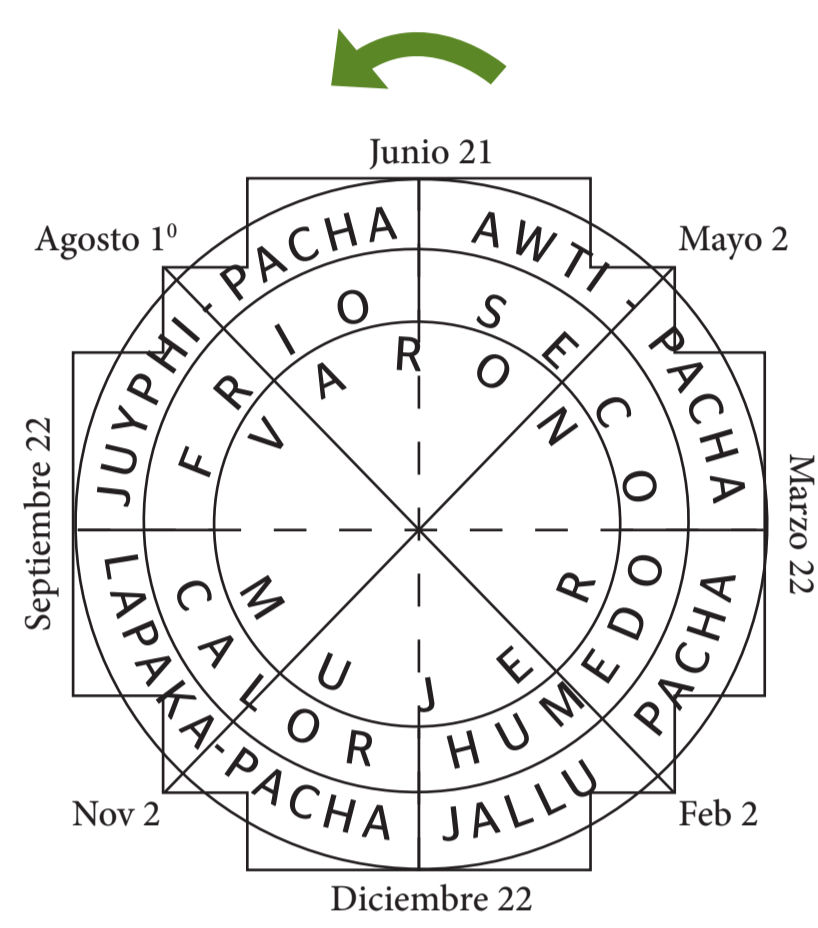 Junio 21
Agosto 1⁰
Mayo 2
JUYPHI-PACHA
AWTI-PACHA
FRIO
SECO
VARON
Septiembre 22
Marzo 22
MUJER
CALOR
HUMEDO
LAPAKA-PACHA
JALLU PACHA
Nov 2
Feb 2
Diciembre 22